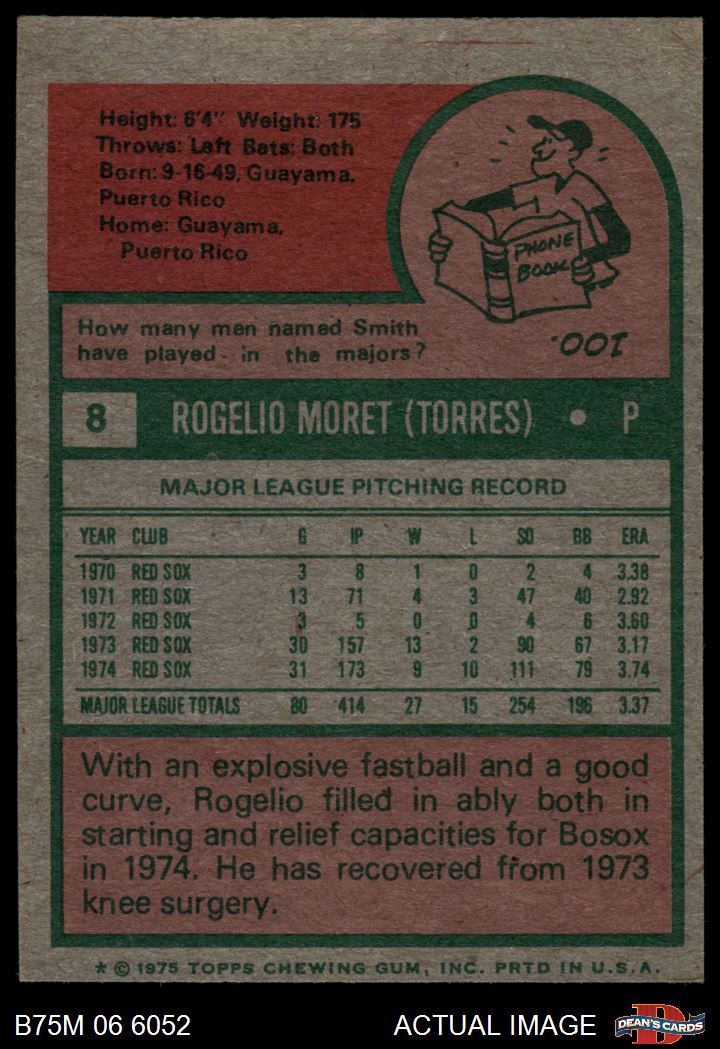 Height: 6'4" Weight: 175
Throws: Left Bats: Both
Born: 9-16-49, Guayama,
Puerto Rico
Home: Guayama,
Puerto Rico
PHONE
BOOK
How many men named Smith
have played in the majors?
100.
8 ROGELIO MORET (TORRES) • P
MAJOR LEAGUE PITCHING RECORD
YEAR CLUB G IP W L SO BB ERA
1970 RED SOX 3 8 1 0 2 4 3.38
1971 RED SOX 13 71 4 3 47 40 2.92
1972 RED SOX 3 5 0 0 4 6 3.60
1973 RED SOX 30 157 13 2 90 67 3.17
1974 RED SOX 31 173 9 10 111 79 3.74
MAJOR LEAGUE TOTALS 80 414 27 15 254 196 3.37
With an explosive fastball and a good
curve, Rogelio filled in ably both in
starting and relief capacities for Bosox
in 1974. He has recovered from 1973
knee surgery.
* © 1975 TOPPS CHEWING GUM, INC. PRTD IN U.S.A.
B75M 06 6052 ACTUAL IMAGE DEAN'S CARDS